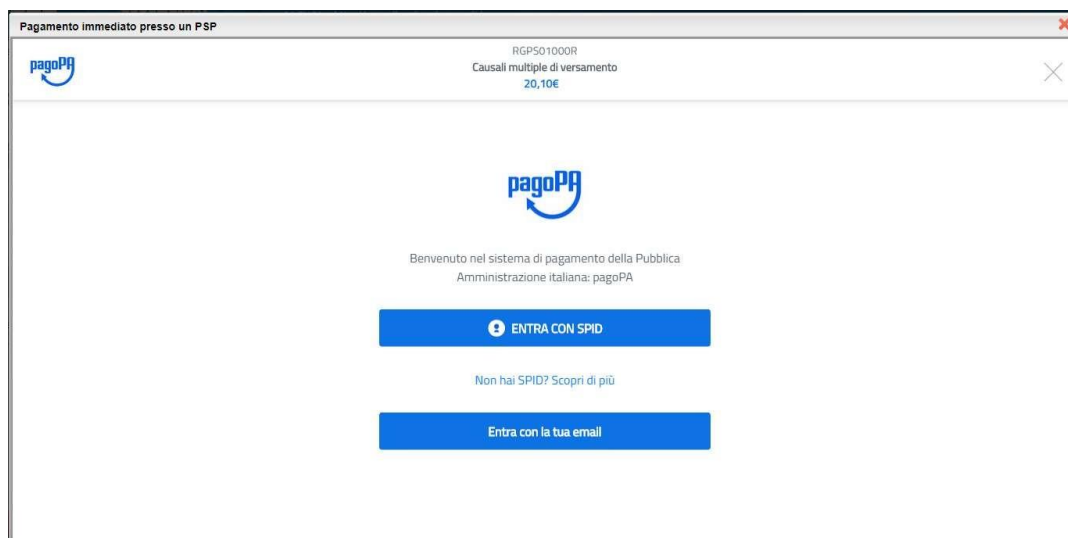 Pagamento immediato presso un PSP
pagoPA
RGPS01000R
Causali multiple di versamento
20,10€
pagoPA
Benvenuto nel sistema di pagamento della Pubblica
Amministrazione italiana: pagoPA
ENTRA CON SPID
Non hai SPID? Scopri di più
Entra con la tua email